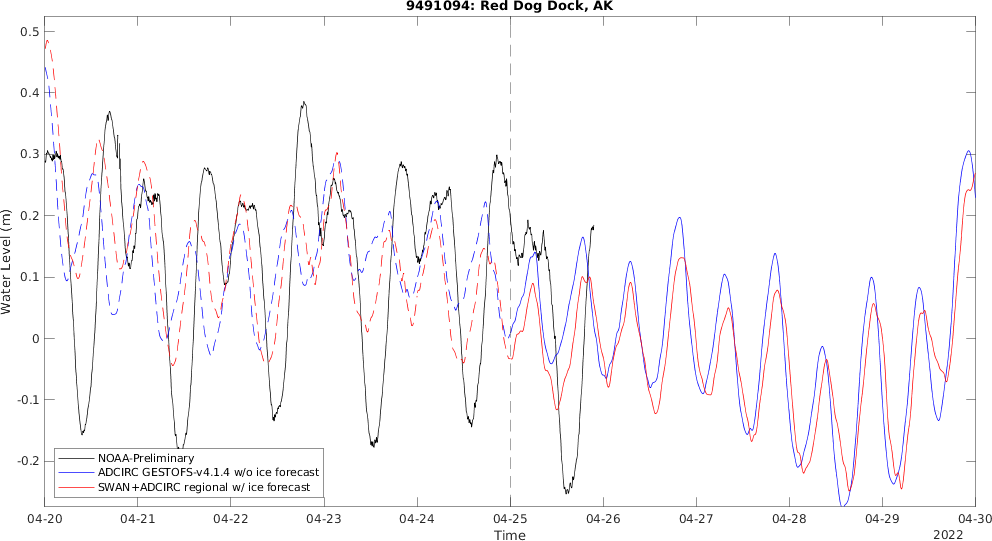 9491094: Red Dog Dock, AK
Water Level (m)
0.5
0.4
0.3
0.2
0.1
0
-0.1
-0.2
NOAA-Preliminary
ADCIRC GESTOFS-v4.1.4 w/o ice forecast
SWAN+ADCIRC regional w/ ice forecast
04-20 04-21 04-22 04-23 04-24 04-25 04-26 04-27 04-28 04-29 04-30
Time
2022